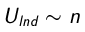 U_{Ind} ∼ n